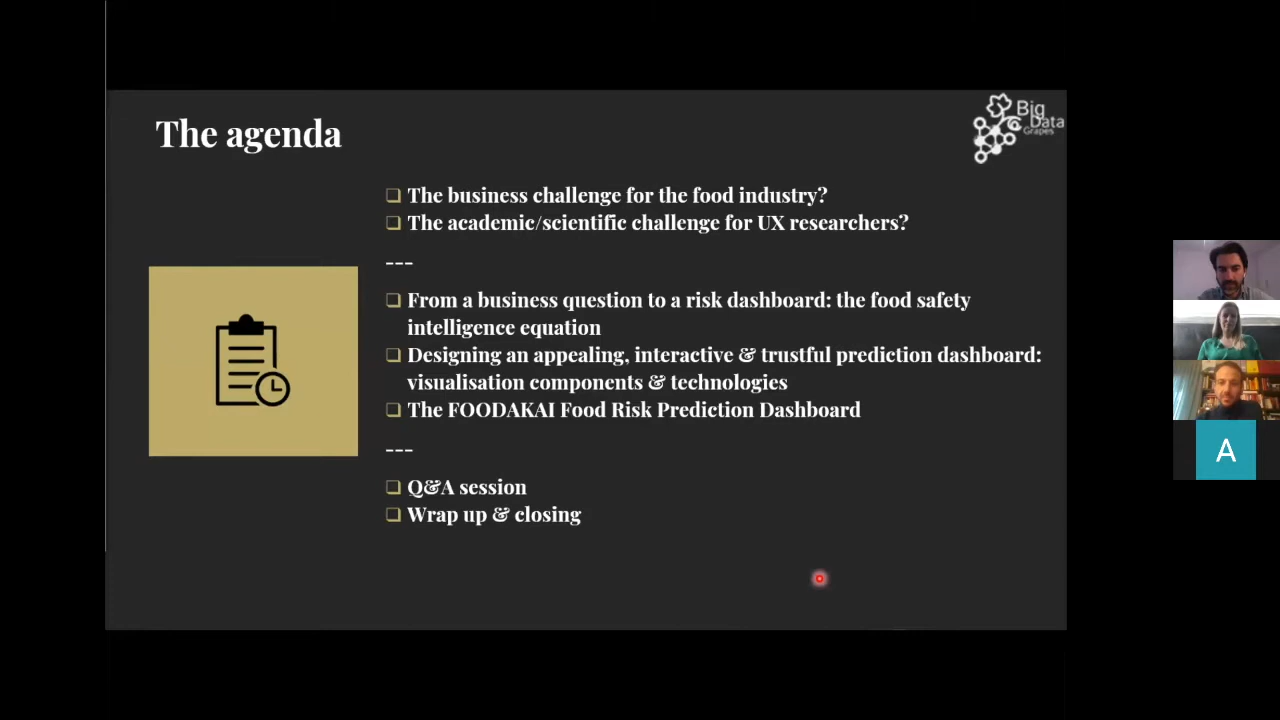 The agenda
Big
Data
Grapes
The business challenge for the food industry?
The academic/scientific challenge for UX researchers?
---
From a business question to a risk dashboard: the food safety
intelligence equation
Designing an appealing, interactive & trustful prediction dashboard:
visualisation components & technologies
The FOODAKAI Food Risk Prediction Dashboard
---
Q&A session
Wrap up & closing
A